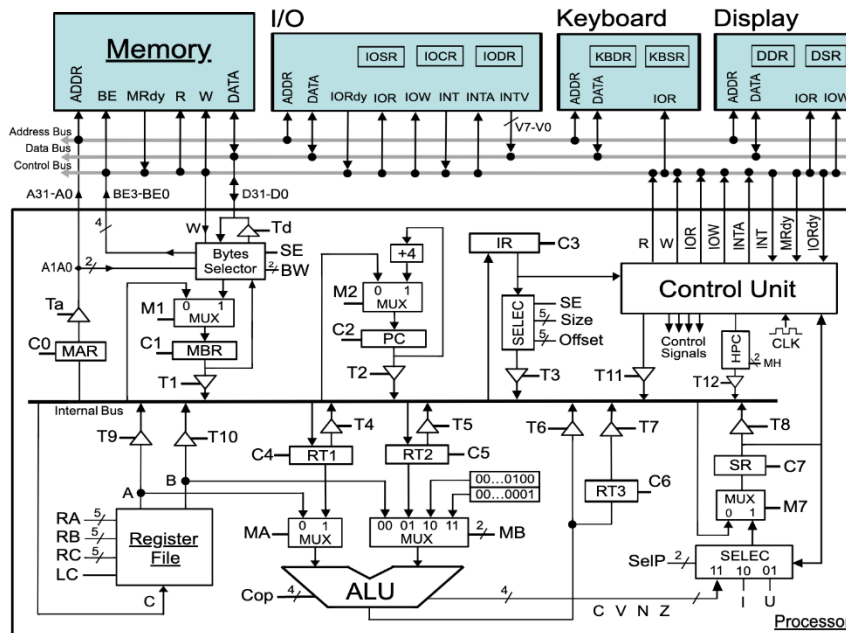 I/O Keyboard Display
Memory
IOSR IOCR IODR KBDR KBSR DDR DSR
ADDR BE MRdy R W DATA ADDR DATA IORdy IOR IOW INT INTA INTV ADDR DATA IOR ADDR DATA IOR IOW
V7-V0
Address Bus
Data Bus
Control Bus
A31-A0 BE3-BE0 D31-D0
4 W Td R W IOR IOW INTA INT MRdy IORdy
Bytes
Selector
SE
A1A0 2 2 BW
+4 IR C3
Control Unit
Ta M1 0 1 MUX M2 0 1 MUX SELEC SE
5 Size
5 Offset
C0 MAR C1 MBR C2 PC Control
Signals
HPC 2 MH CLK
T1 T2 T3 T11 T12
Internal Bus
T9 T10 T4 T5 T6 T7 T8
C4 RT1 RT2 C5 SR C7
B 00...0100
00...0001
RT3 C6
A MUX 0 1 M7
RA 5
RB 5
RC 5
LC
Register
File
MA 0 1 MUX 00 01 10 11 MUX 2 MB
SelP 2 SELEC
11 10 01
C Cop 4 ALU 4 C V N Z I U
Processor